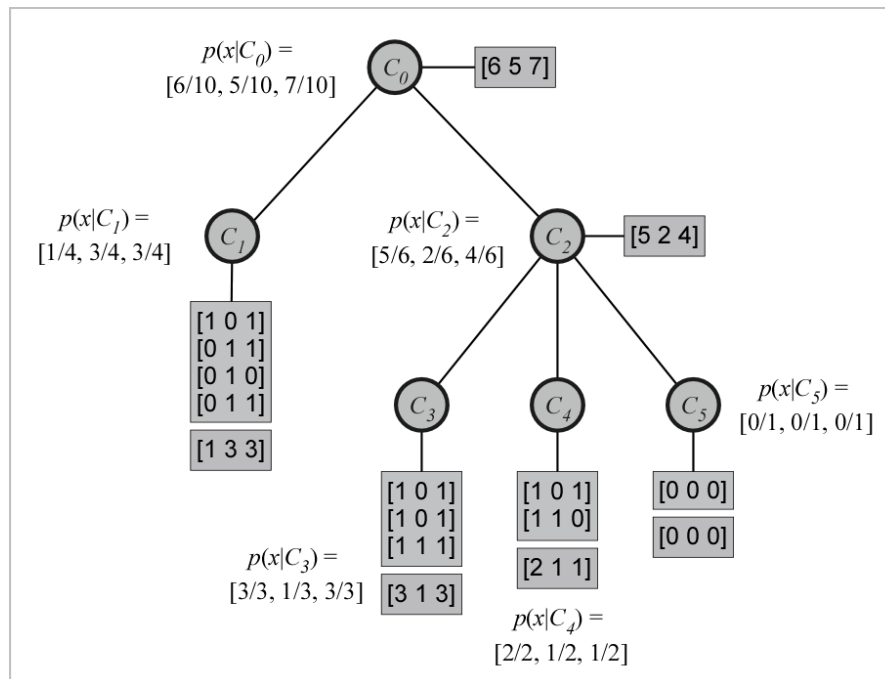 p(x|C₀) =
[6/10, 5/10, 7/10]
C₀
[6 5 7]
p(x|C₁) =
[1/4, 3/4, 3/4]
C₁
[1 0 1]
[0 1 1]
[0 1 0]
[0 1 1]
[1 3 3]
p(x|C₂) =
[5/6, 2/6, 4/6]
C₂
[5 2 4]
C₃
[1 0 1]
[1 0 1]
[1 1 1]
[3 1 3]
p(x|C₃) =
[3/3, 1/3, 3/3]
C₄
[1 0 1]
[1 1 0]
[2 1 1]
p(x|C₄) =
[2/2, 1/2, 1/2]
C₅
[0 0 0]
[0 0 0]
p(x|C₅) =
[0/1, 0/1, 0/1]